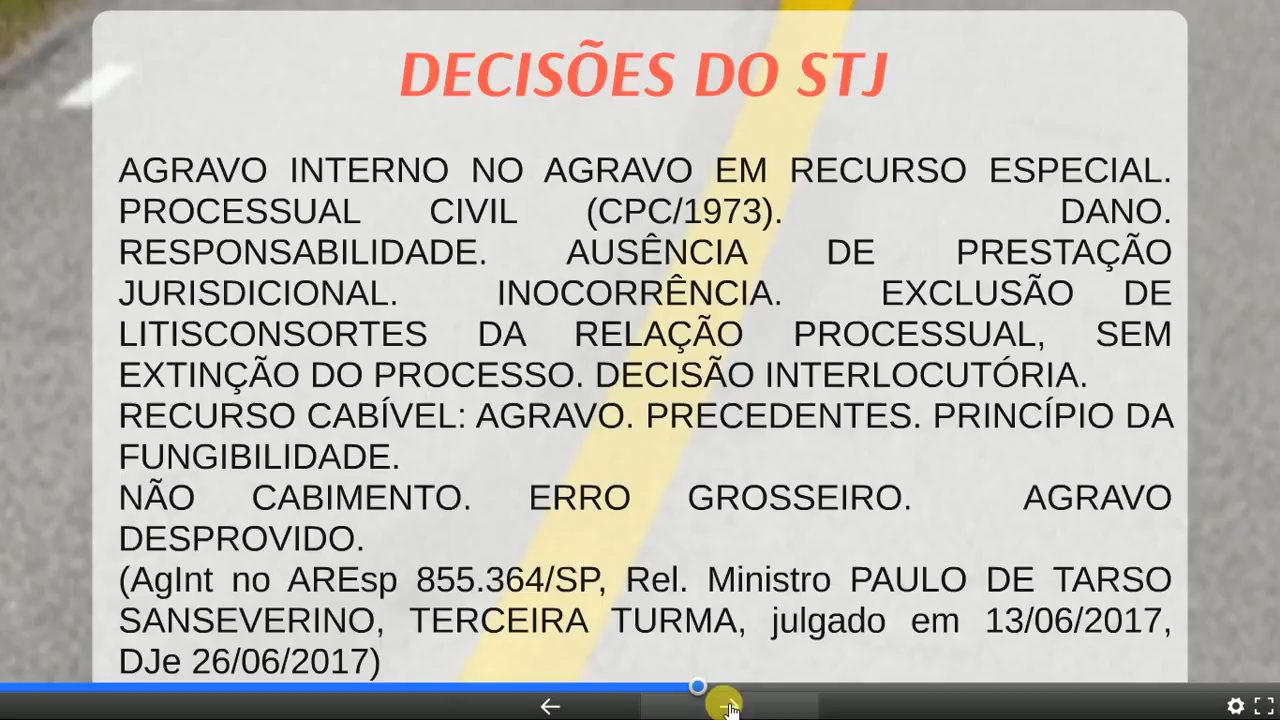 DECISÕES DO STJ
AGRAVO INTERNO NO AGRAVO EM RECURSO ESPECIAL.
PROCESSUAL CIVIL (CPC/1973). DANO.
RESPONSABILIDADE. AUSÊNCIA DE PRESTAÇÃO
JURISDICIONAL. INOCORRÊNCIA. EXCLUSÃO DE
LITISCONSORTES DA RELAÇÃO PROCESSUAL, SEM
EXTINÇÃO DO PROCESSO. DECISÃO INTERLOCUTÓRIA.
RECURSO CABÍVEL: AGRAVO. PRECEDENTES. PRINCÍPIO DA
FUNGIBILIDADE.
NÃO CABIMENTO. ERRO GROSSEIRO. AGRAVO
DESPROVIDO.
(AgInt no AREsp 855.364/SP, Rel. Ministro PAULO DE TARSO
SANSEVERINO, TERCEIRA TURMA, julgado em 13/06/2017,
DJe 26/06/2017)